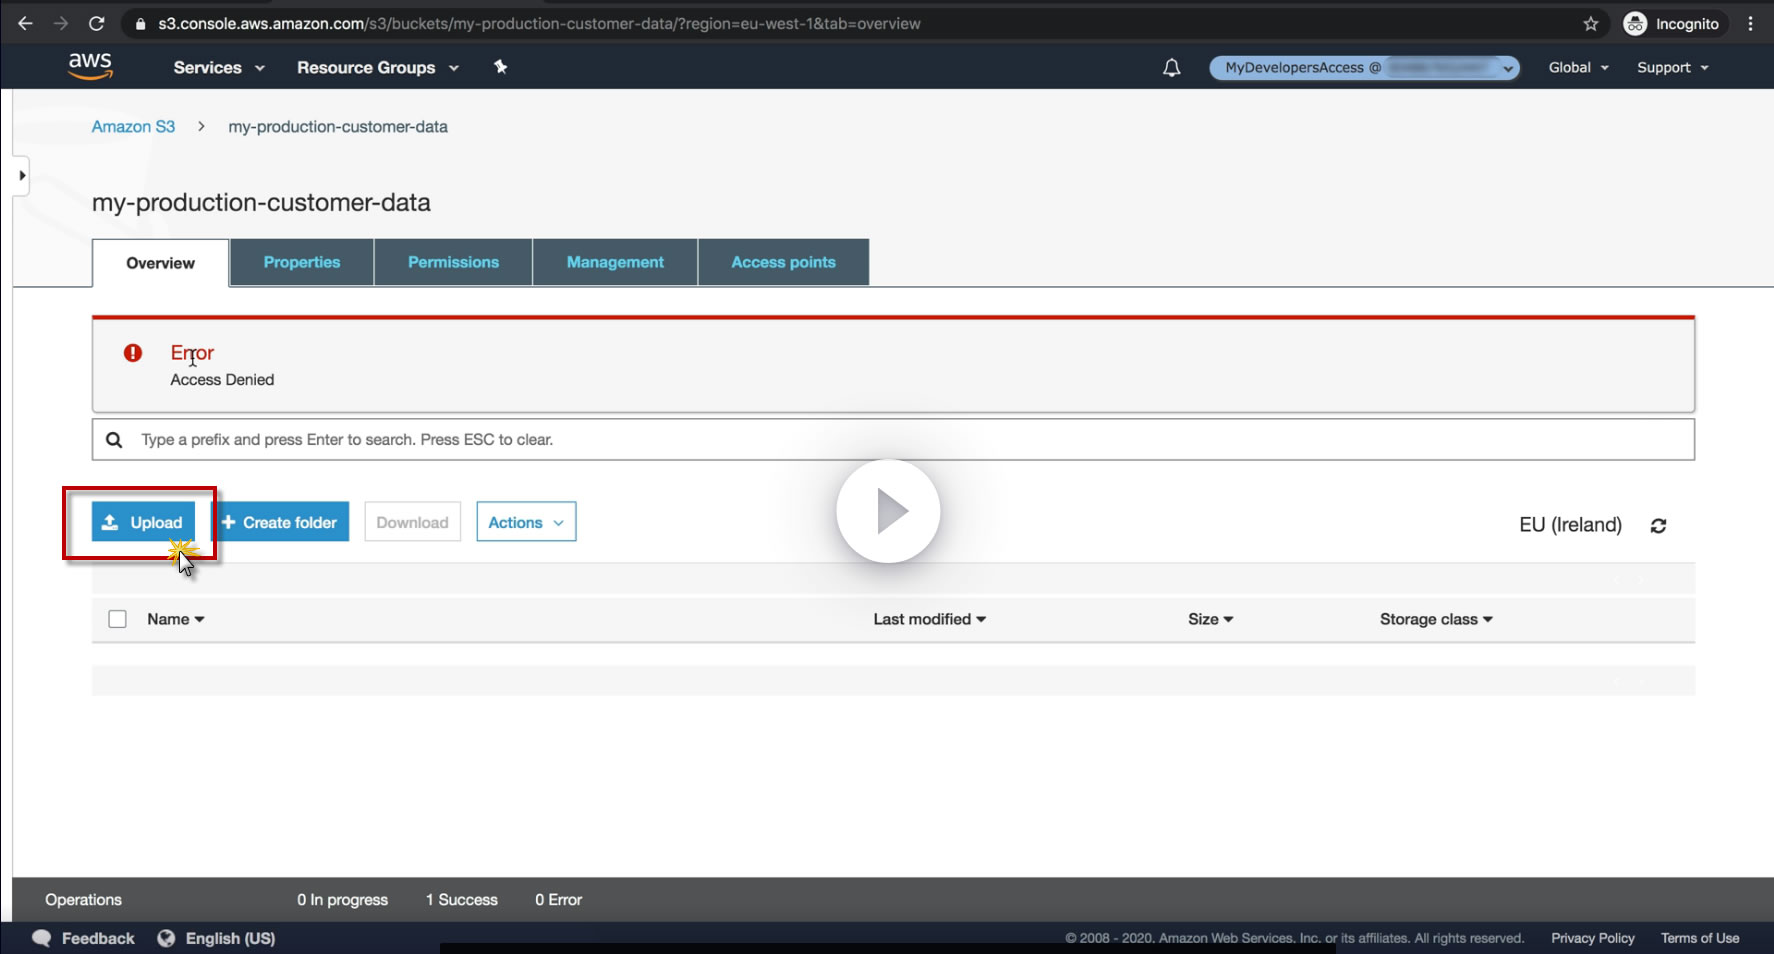 s3.console.aws.amazon.com/s3/buckets/my-production-customer-data/?region=eu-west-1&tab=overview
Incognito
aws
Services
Resource Groups
MyDevelopersAccess @
Global
Support
Amazon S3 > my-production-customer-data
my-production-customer-data
Overview
Properties
Permissions
Management
Access points
Error
Access Denied
Type a prefix and press Enter to search. Press ESC to clear.
Upload
+ Create folder
Download
Actions
EU (Ireland)
Name
Last modified
Size
Storage class
Operations
0 In progress
1 Success
0 Error
Feedback
English (US)
© 2008 - 2020, Amazon Web Services, Inc. or its affiliates. All rights reserved.
Privacy Policy
Terms of Use